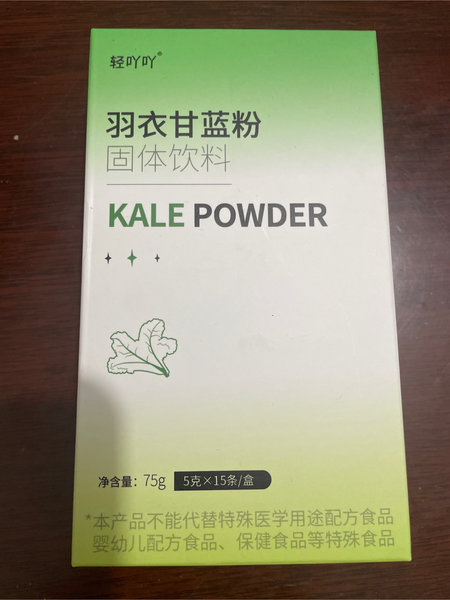 轻吖吖®
羽衣甘蓝粉
固体饮料
KALE POWDER
净含量：75g 5克×15条/盒
*本产品不能代替特殊医学用途配方食品
婴幼儿配方食品、保健食品等特殊食品